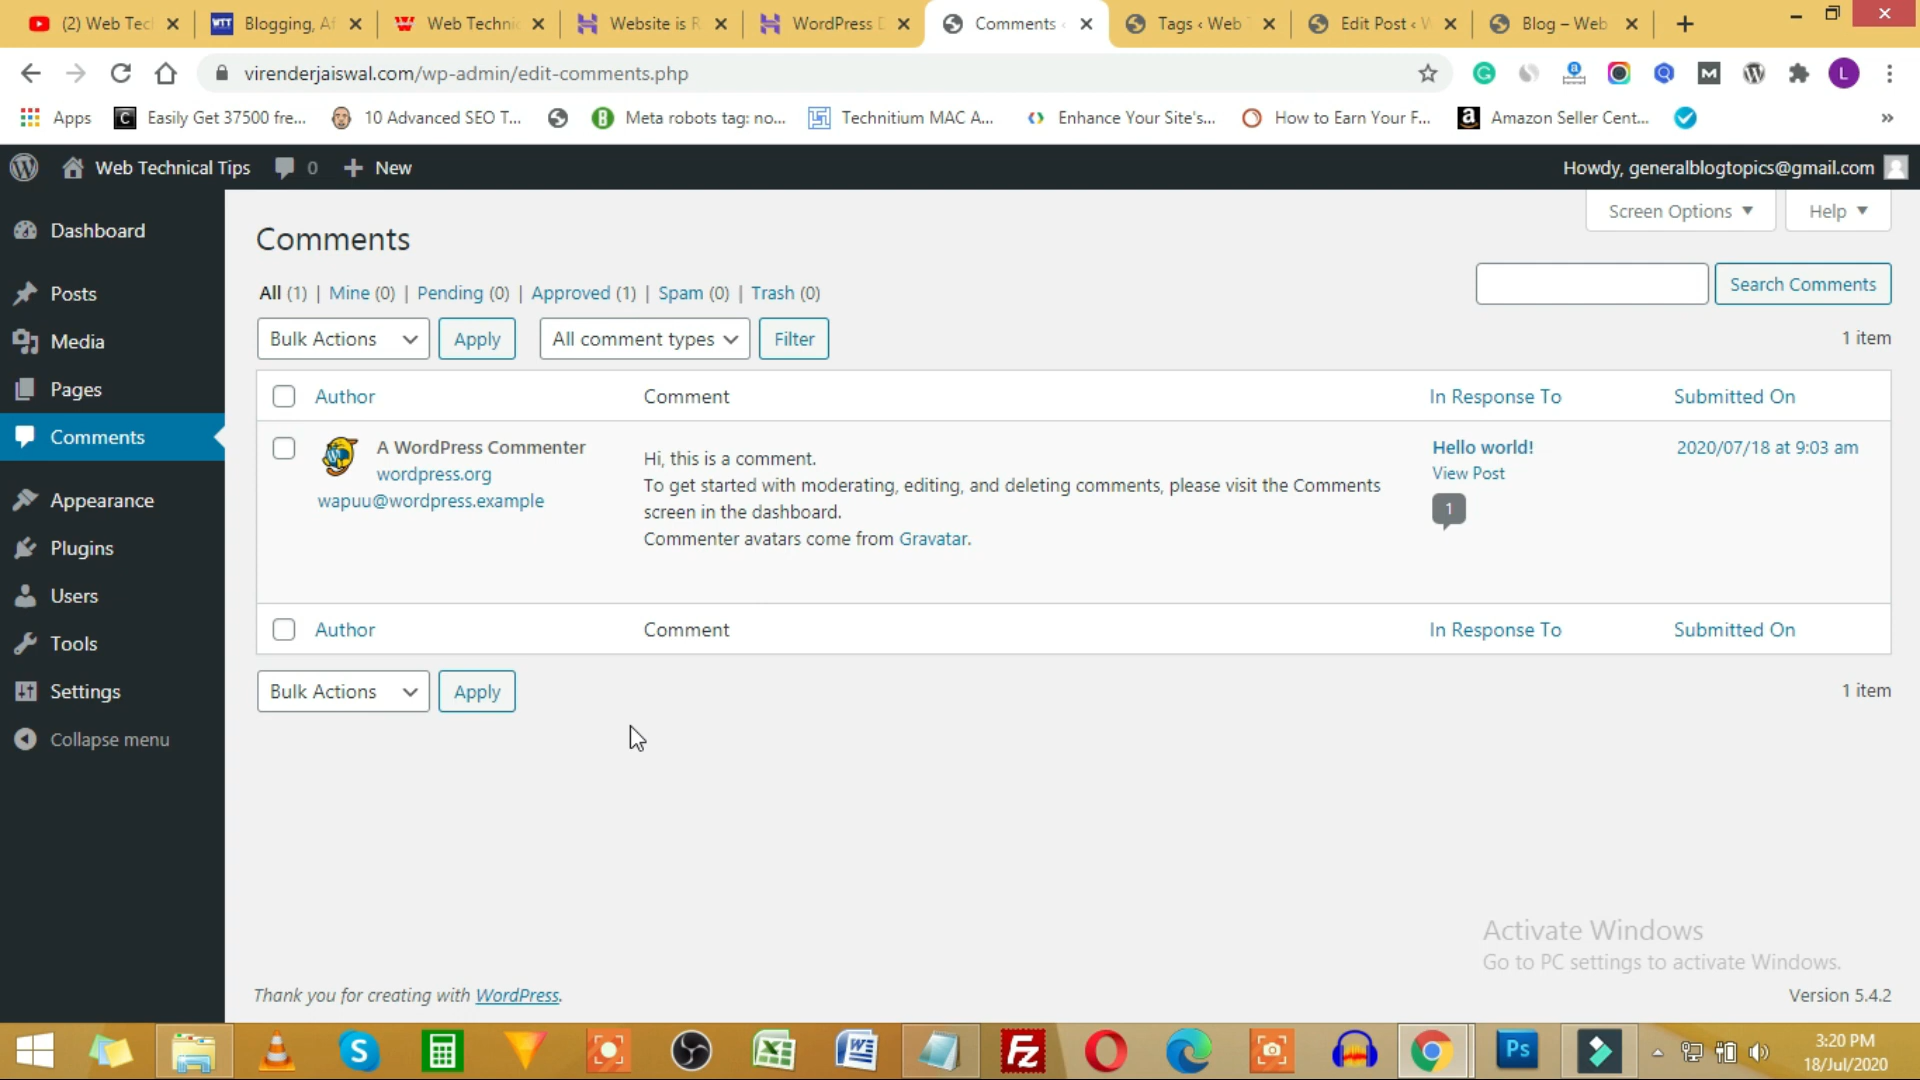 (2) Web Tec
Blogging, Af
Web Techni
Website is R
WordPress D
Comments ‹
Tags ‹ Web
Edit Post ‹ W
Blog – Web
virenderjaiswal.com/wp-admin/edit-comments.php
L
Apps
Easily Get 37500 fre...
10 Advanced SEO T...
Meta robots tag: no...
Technitium MAC A...
Enhance Your Site's...
How to Earn Your F...
Amazon Seller Cent...
»
Web Technical Tips
0
New
Howdy, generalblogtopics@gmail.com
Screen Options
Help
Dashboard
Posts
Media
Pages
Comments
Appearance
Plugins
Users
Tools
Settings
Collapse menu
Comments
All (1) | Mine (0) | Pending (0) | Approved (1) | Spam (0) | Trash (0)
Search Comments
Bulk Actions
Apply
All comment types
Filter
1 item
Author
Comment
In Response To
Submitted On
A WordPress Commenter
wordpress.org
wapuu@wordpress.example
Hi, this is a comment.
To get started with moderating, editing, and deleting comments, please visit the Comments
screen in the dashboard.
Commenter avatars come from Gravatar.
Hello world!
View Post
1
2020/07/18 at 9:03 am
Author
Comment
In Response To
Submitted On
Bulk Actions
Apply
1 item
Activate Windows
Go to PC settings to activate Windows.
Thank you for creating with WordPress.
Version 5.4.2
3:20 PM
18/Jul/2020